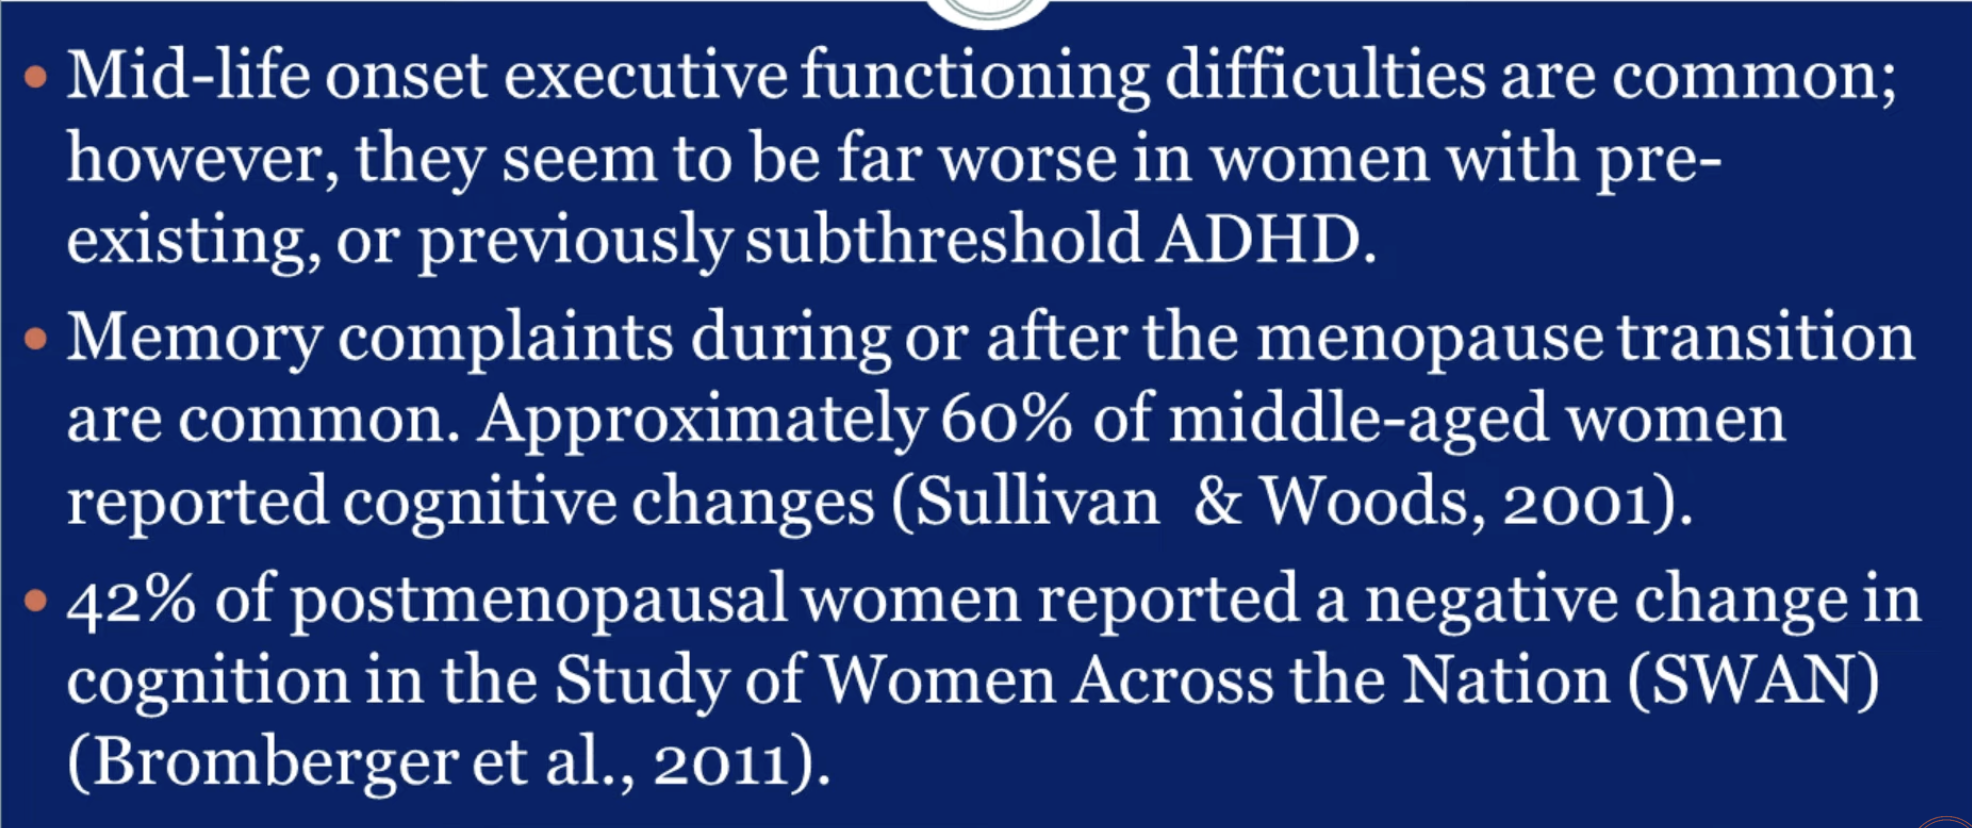 • Mid-life onset executive functioning difficulties are common;
however, they seem to be far worse in women with pre-
existing, or previously subthreshold ADHD.
• Memory complaints during or after the menopause transition
are common. Approximately 60% of middle-aged women
reported cognitive changes (Sullivan & Woods, 2001).
• 42% of postmenopausal women reported a negative change in
cognition in the Study of Women Across the Nation (SWAN)
(Bromberger et al., 2011).